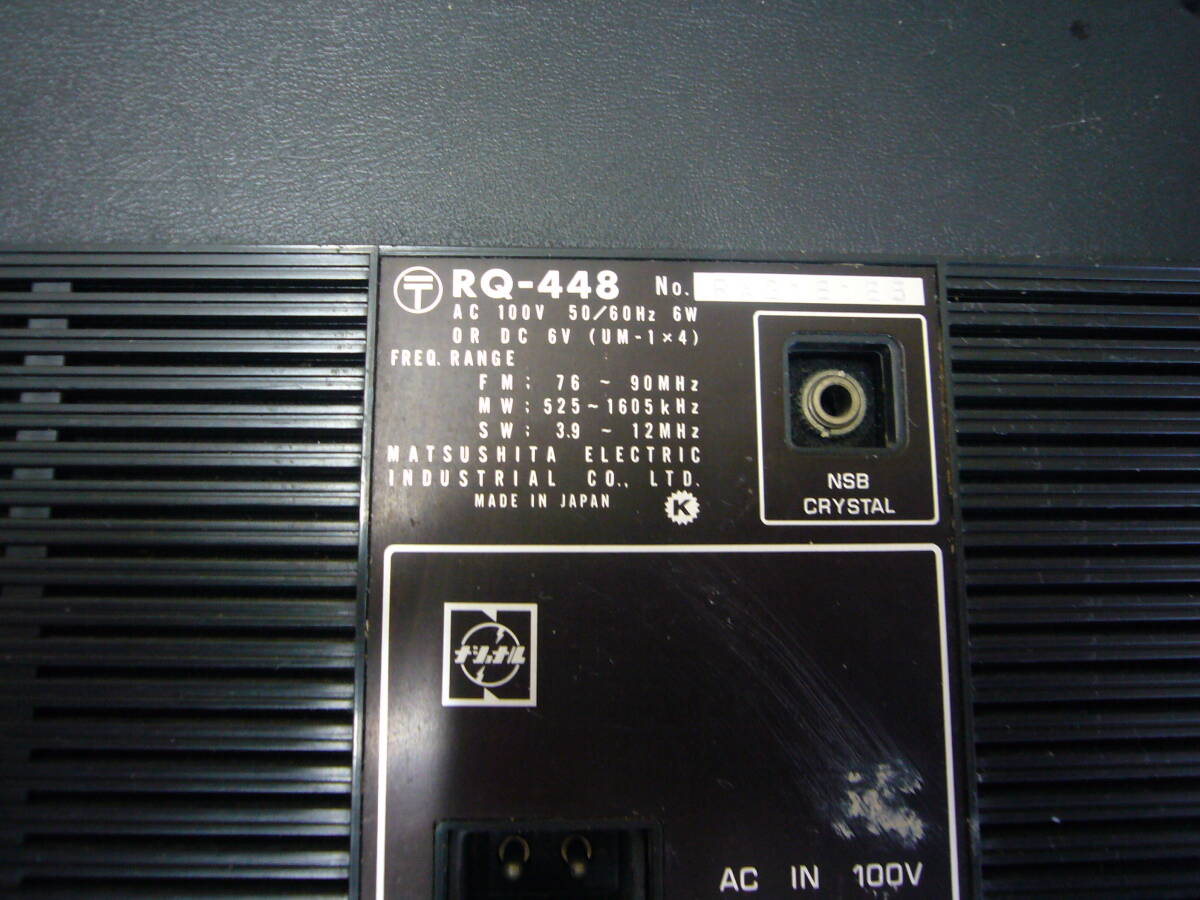 〒 RQ-448 No.
AC 100V 50/60Hz 6W
OR DC 6V (UM-1×4)
FREQ. RANGE
FM: 76 ~ 90MHz
MW: 525~1605kHz
SW: 3.9 ~ 12MHz
MATSUSHITA ELECTRIC
INDUSTRIAL CO., LTD.
MADE IN JAPAN
K
NSB
CRYSTAL
ナショナル
AC IN 100V